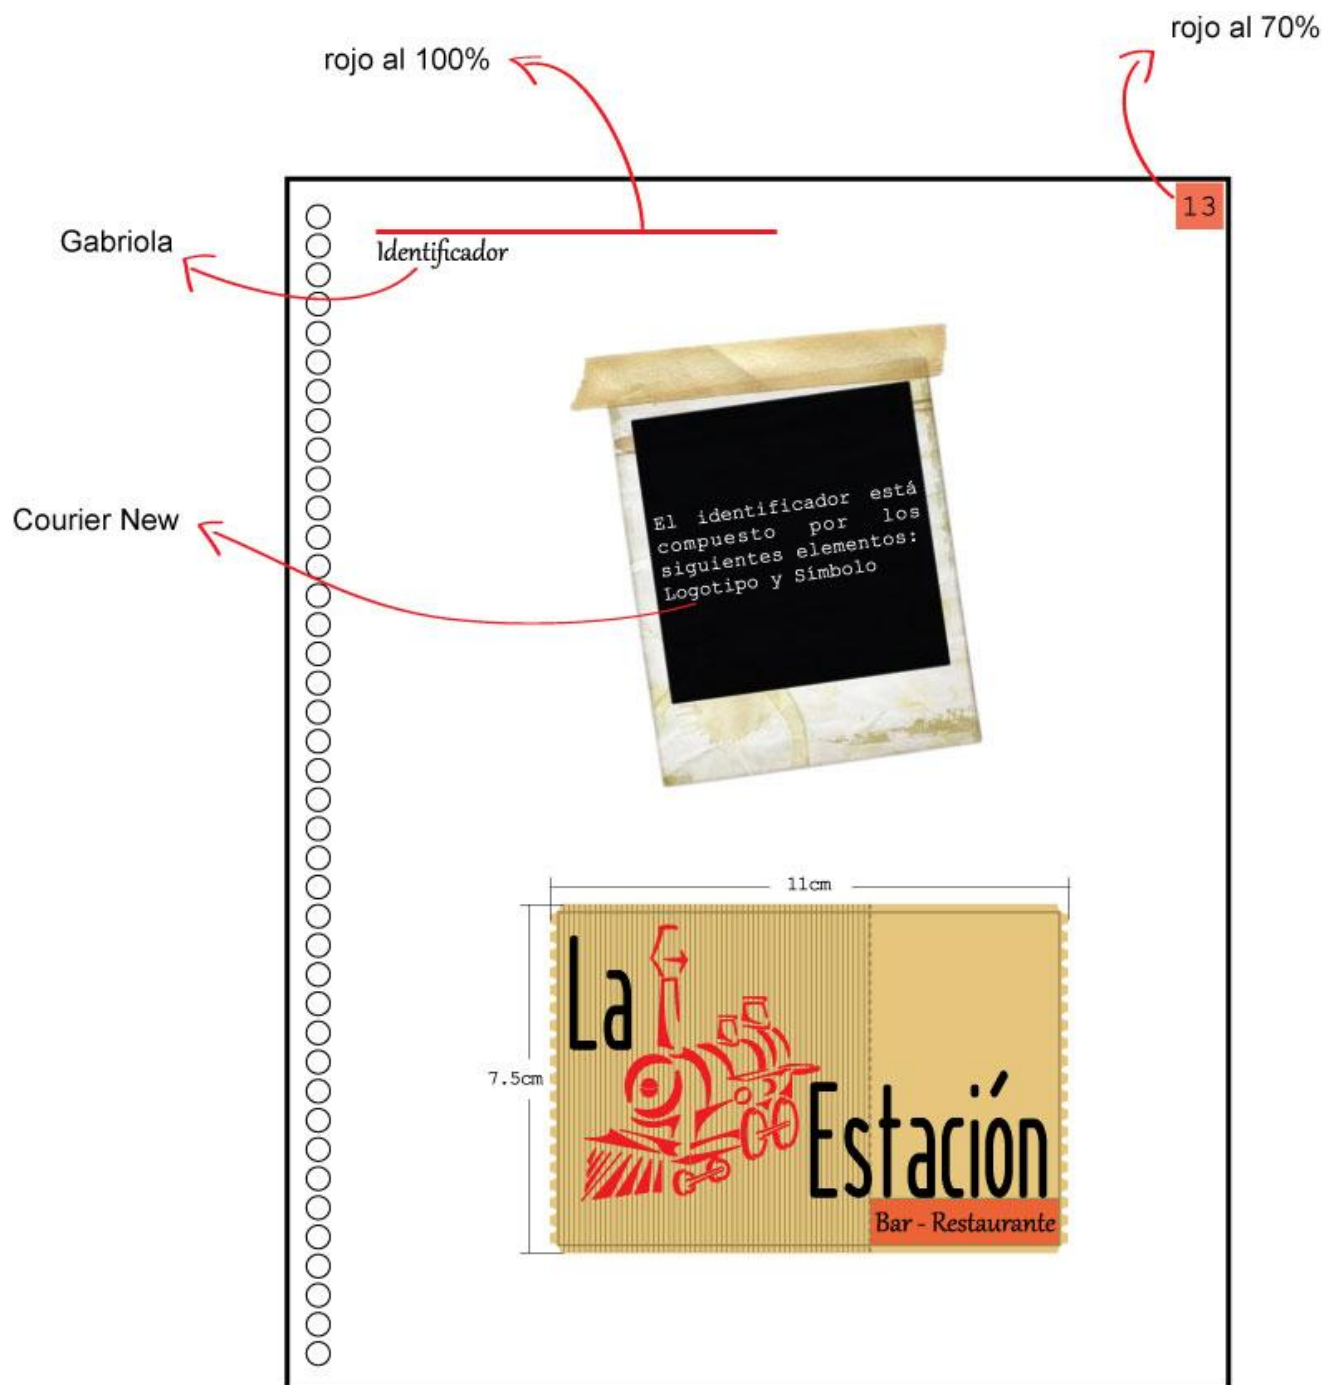 rojo al 70%
rojo al 100%
13
Gabriola
Identificador
Courier New
El identificador está
compuesto por los
siguientes elementos:
Logotipo y Símbolo
11cm
La
7.5cm
Estación
Bar - Restaurante